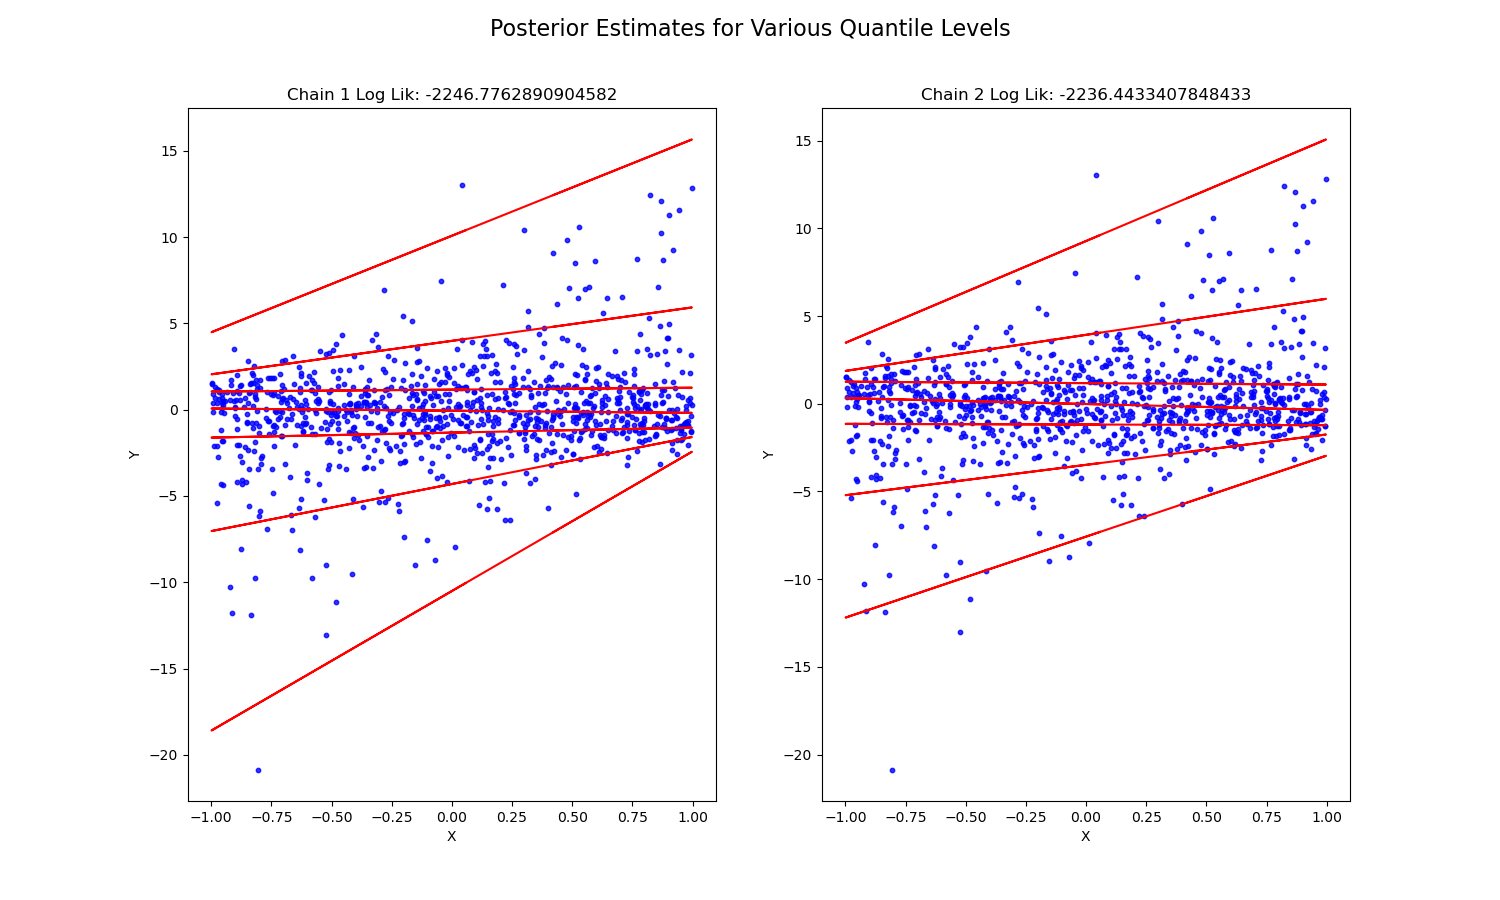 Posterior Estimates for Various Quantile Levels
Chain 1 Log Lik: -2246.7762890904582
15
10
5
0
−5
−10
−15
−20
Y
−1.00 −0.75 −0.50 −0.25 0.00 0.25 0.50 0.75 1.00
X
Chain 2 Log Lik: -2236.4433407848433
15
10
5
0
−5
−10
−15
−20
Y
−1.00 −0.75 −0.50 −0.25 0.00 0.25 0.50 0.75 1.00
X